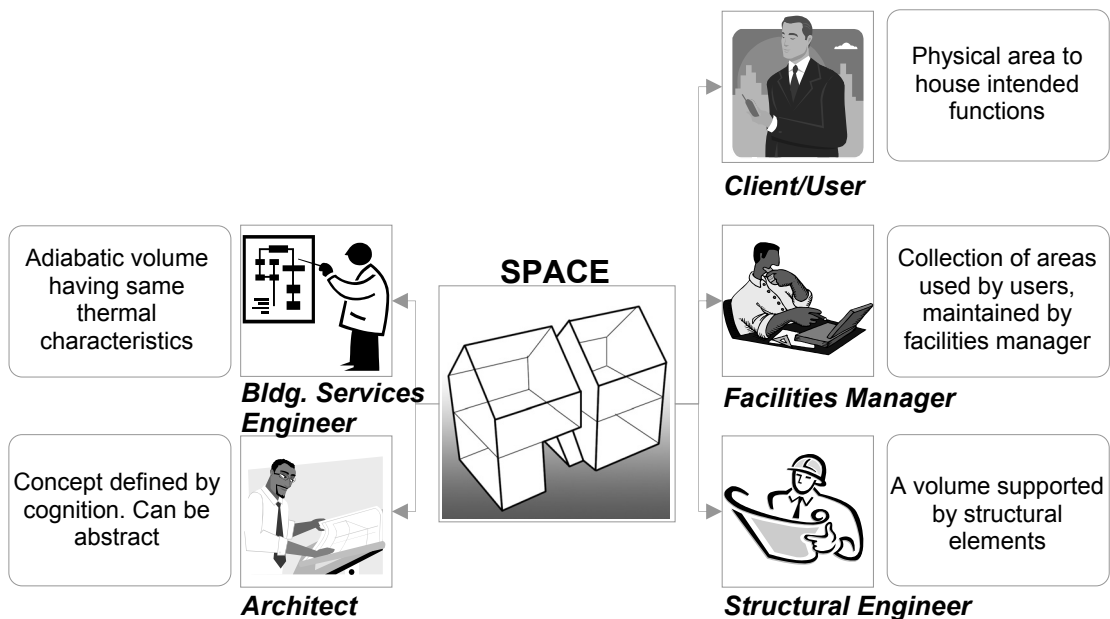 Physical area to
house intended
functions
Client/User
Adiabatic volume
having same
thermal
characteristics
Bldg. Services
Engineer
SPACE
Collection of areas
used by users,
maintained by
facilities manager
Facilities Manager
Concept defined by
cognition. Can be
abstract
Architect
A volume supported
by structural
elements
Structural Engineer